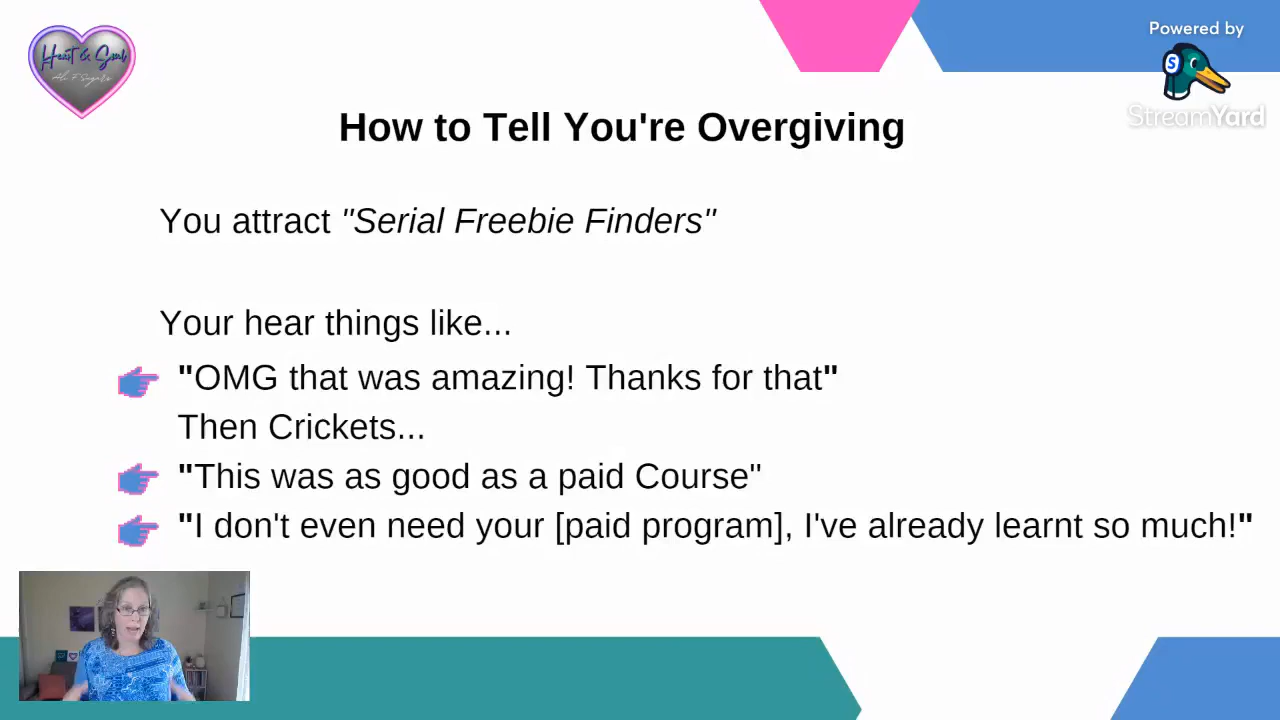 Heart & Soul
Powered by
S
StreamYard
How to Tell You're Overgiving
You attract "Serial Freebie Finders"
Your hear things like...
"OMG that was amazing! Thanks for that"
Then Crickets...
"This was as good as a paid Course"
"I don't even need your [paid program], I've already learnt so much!"